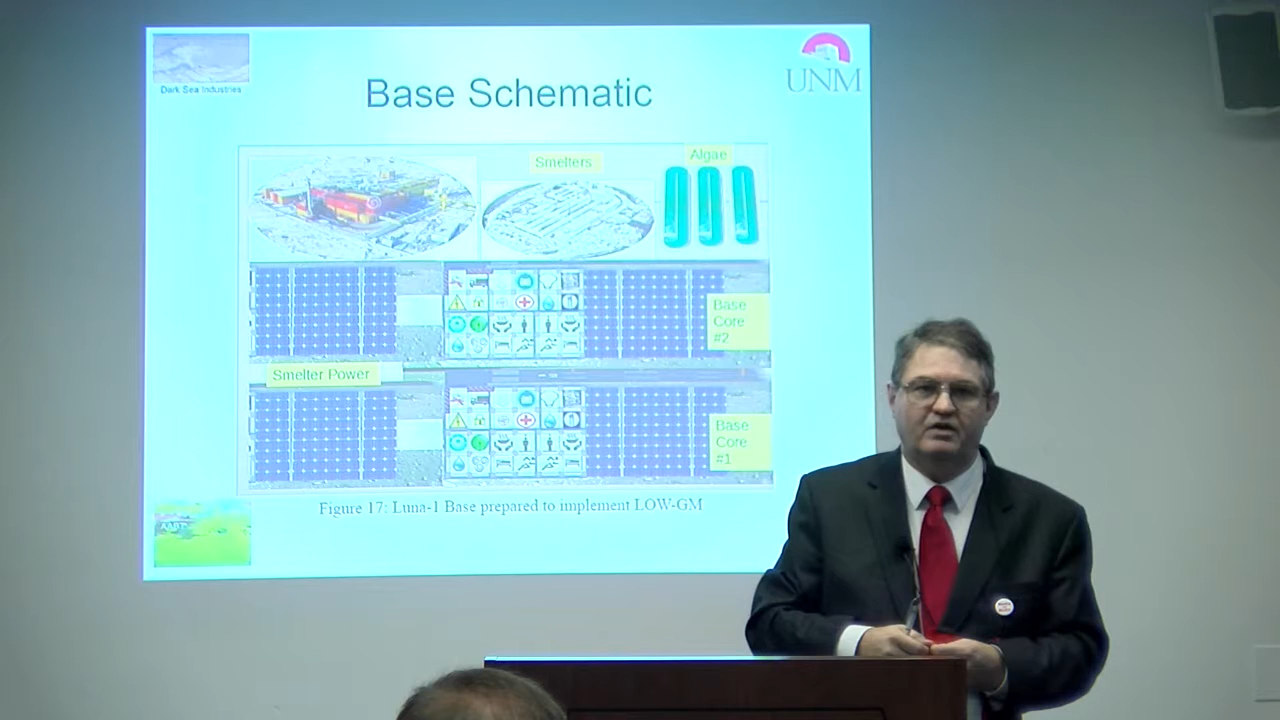 Dark Sea Industries
UNM
Base Schematic
Smelters
Algae
Base
Core
#2
Smelter Power
Base
Core
#1
Figure 17: Luna-1 Base prepared to implement LOW-GM